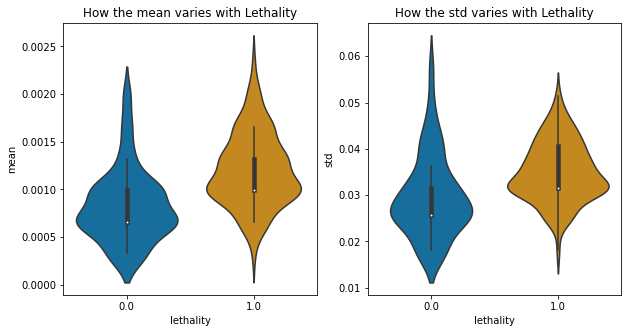 How the mean varies with Lethality
0.0025
0.0020
0.0015
0.0010
0.0005
0.0000
mean
0.0
1.0
lethality
How the std varies with Lethality
0.06
0.05
0.04
0.03
0.02
0.01
std
0.0
1.0
lethality